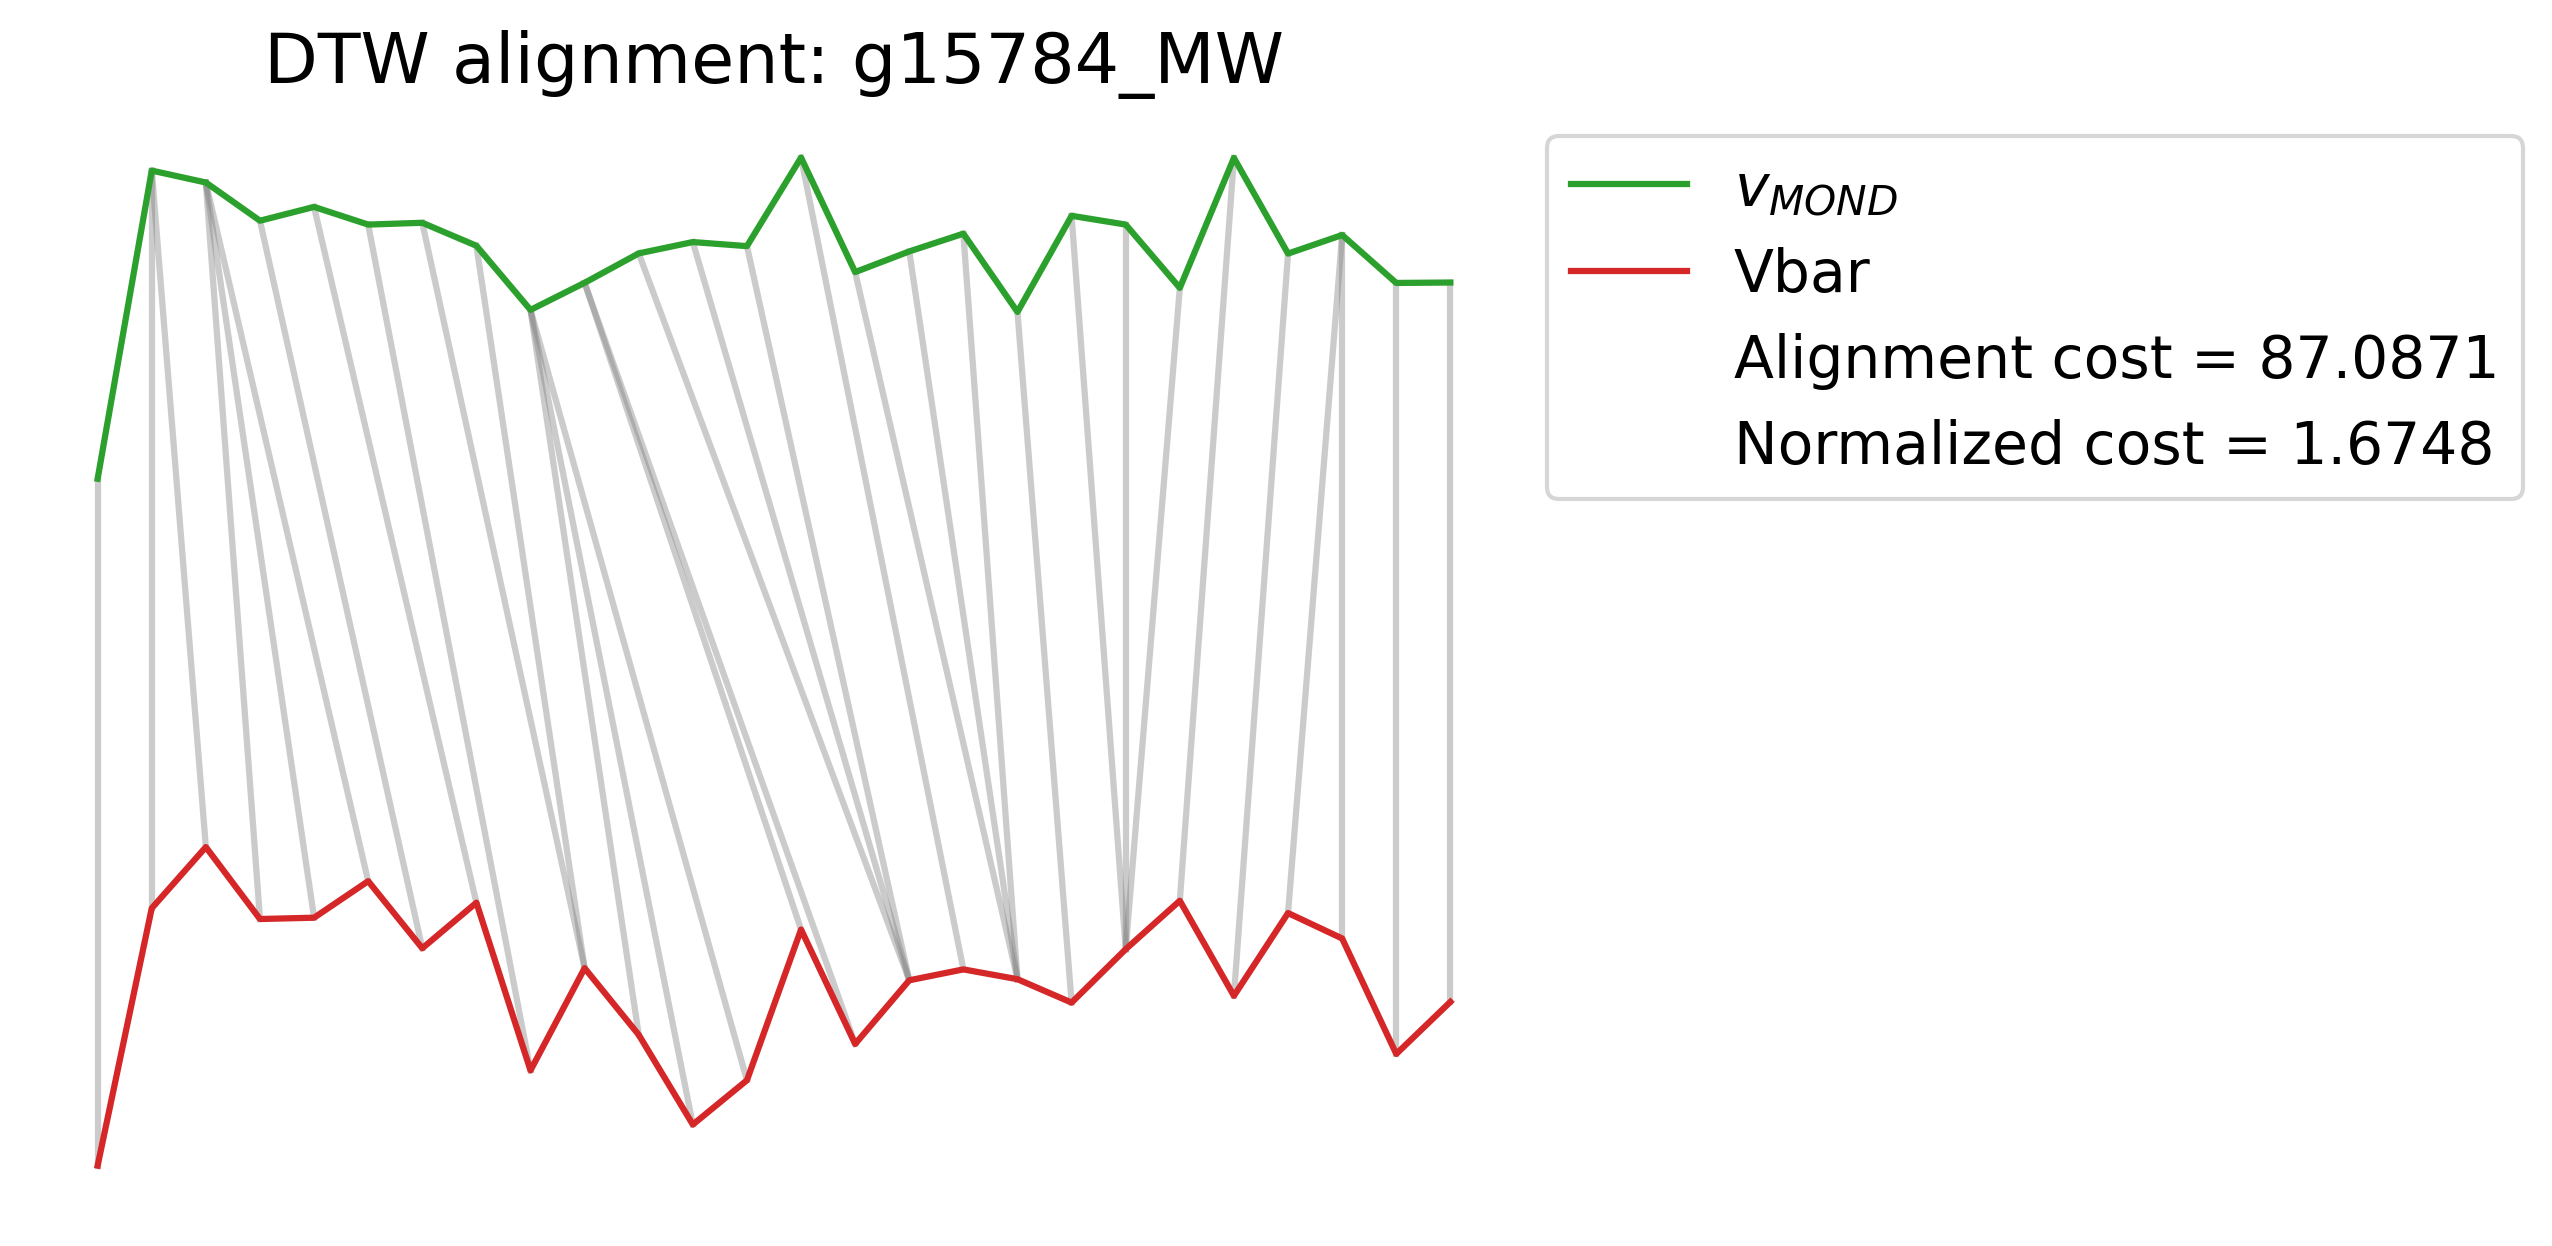 DTW alignment: g15784_MW
v_MOND
Vbar
Alignment cost = 87.0871
Normalized cost = 1.6748